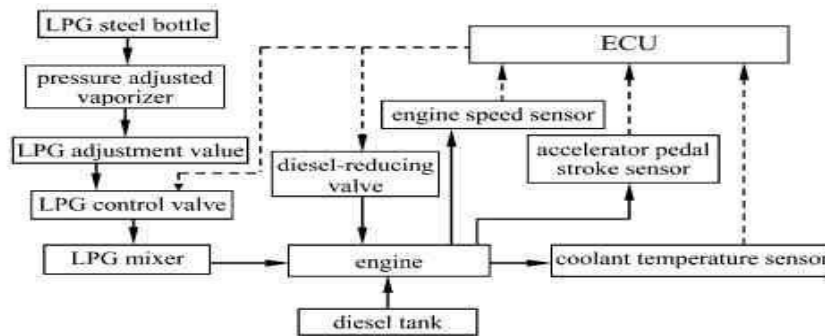 LPG steel bottle
ECU
pressure adjusted
vaporizer
engine speed sensor
LPG adjustment value
diesel-reducing
valve
accelerator pedal
stroke sensor
LPG control valve
LPG mixer
engine
coolant temperature sensor
diesel tank